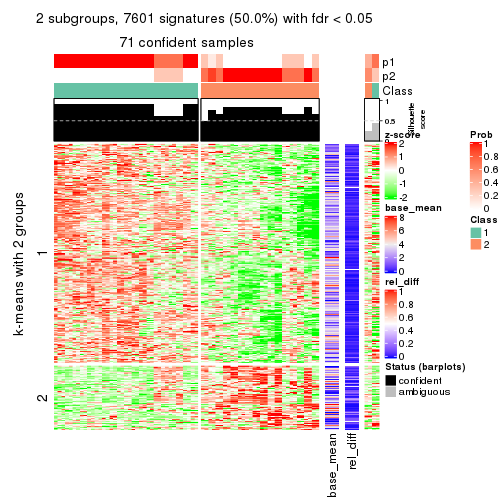 2 subgroups, 7601 signatures (50.0%) with fdr < 0.05
71 confident samples
p1
p2
Class
1
0.5
0
Silhouette
score
k-means with 2 groups
1
2
base_mean
rel_diff
z-score
2
1
0
-1
-2
base_mean
8
6
4
2
0
rel_diff
1
0.8
0.6
0.4
0.2
0
Status (barplots)
confident
ambiguous
Prob
1
0.8
0.6
0.4
0.2
0
Class
1
2